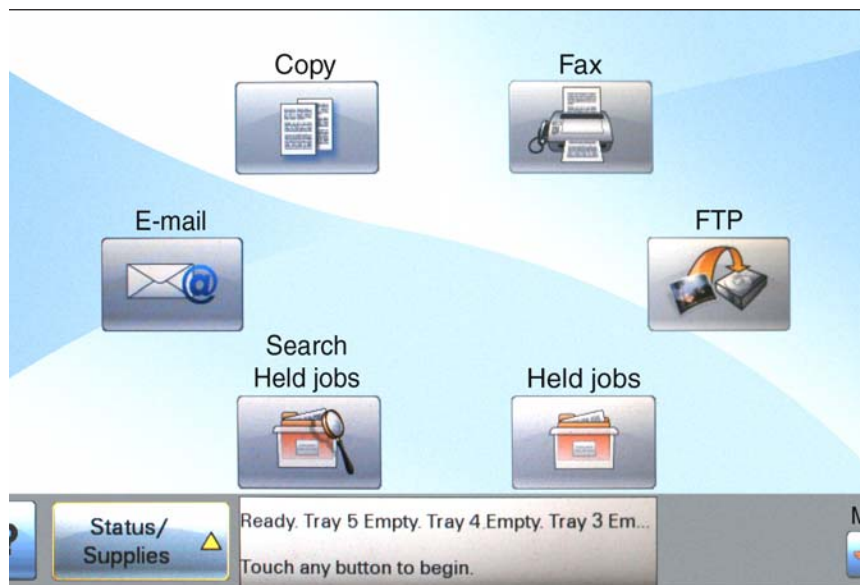 Copy
Fax
E-mail
FTP
Search
Held jobs
Held jobs
Status/
Supplies
Ready. Tray 5 Empty. Tray 4 Empty. Tray 3 Em...
Touch any button to begin.